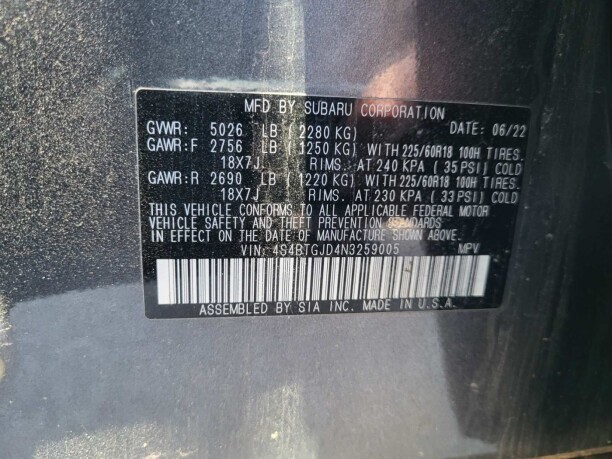 MFD BY SUBARU CORPORATION
GVWR: 5026 LB (2280 KG) DATE: 06/22
GAWR:F 2756 LB (1250 KG) WITH 225/60R18 100H TIRES.
18X7J RIMS. AT 240 KPA (35 PSI) COLD
GAWR:R 2690 LB (1220 KG) WITH 225/60R18 100H TIRES.
18X7J RIMS. AT 230 KPA (33 PSI) COLD
THIS VEHICLE CONFORMS TO ALL APPLICABLE FEDERAL MOTOR
VEHICLE SAFETY AND THEFT PREVENTION STANDARDS
IN EFFECT ON THE DATE OF MANUFACTURE SHOWN ABOVE.
VIN: 4S4BTGJD4N3259005 MPV
ASSEMBLED BY SIA INC. MADE IN U.S.A.